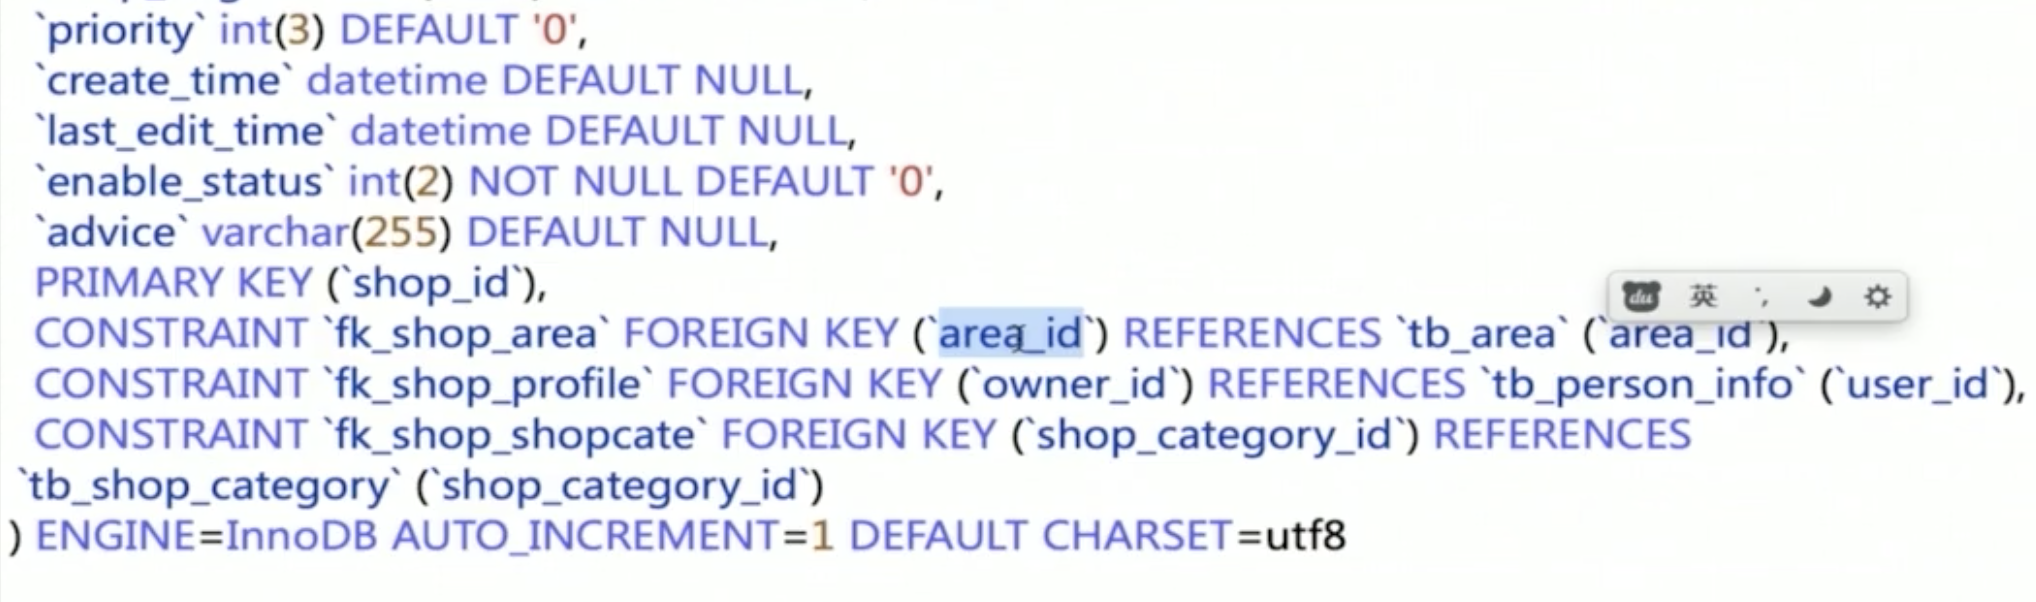 `priority` int(3) DEFAULT '0',
`create_time` datetime DEFAULT NULL,
`last_edit_time` datetime DEFAULT NULL,
`enable_status` int(2) NOT NULL DEFAULT '0',
`advice` varchar(255) DEFAULT NULL,
PRIMARY KEY (`shop_id`),
du 英 ·,
CONSTRAINT `fk_shop_area` FOREIGN KEY (`area_id`) REFERENCES `tb_area` (`area_id`),
CONSTRAINT `fk_shop_profile` FOREIGN KEY (`owner_id`) REFERENCES `tb_person_info` (`user_id`),
CONSTRAINT `fk_shop_shopcate` FOREIGN KEY (`shop_category_id`) REFERENCES
`tb_shop_category` (`shop_category_id`)
) ENGINE=InnoDB AUTO_INCREMENT=1 DEFAULT CHARSET=utf8